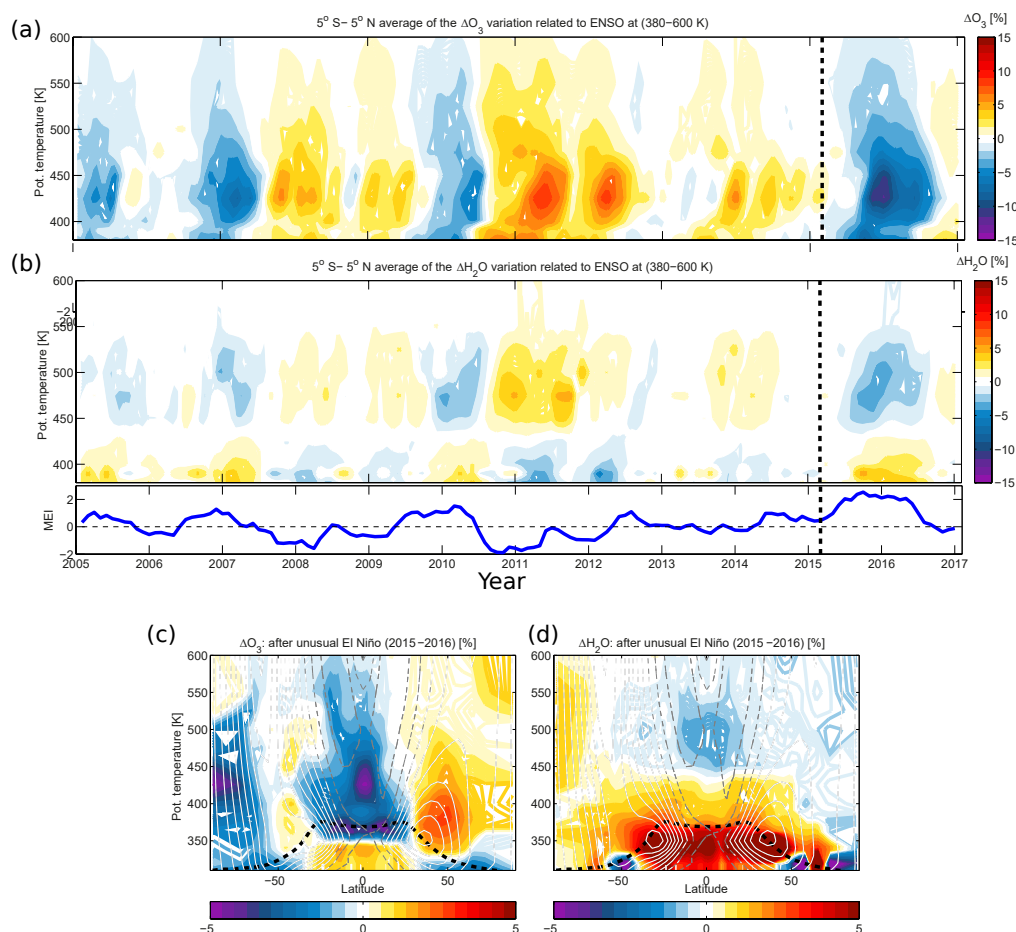 (a)
5° S− 5° N average of the ΔO3 variation related to ENSO at (380−600 K)
ΔO3 [%]
Pot. temperature [K]
600
550
500
450
400
15
10
5
0
−5
−10
−15
(b)
5° S− 5° N average of the ΔH2O variation related to ENSO at (380−600 K)
ΔH2O [%]
Pot. temperature [K]
600
550
500
450
400
15
10
5
0
−5
−10
−15
MEI
2
0
−2
2005 2006 2007 2008 2009 2010 2011 2012 2013 2014 2015 2016 2017
Year
(c)
ΔO3: after unusual El Niño (2015−2016) [%]
Pot. temperature [K]
600
550
500
450
400
350
−50 0 50
Latitude
−5 0 5
(d)
ΔH2O: after unusual El Niño (2015−2016) [%]
600
550
500
450
400
350
−50 0 50
Latitude
−5 0 5